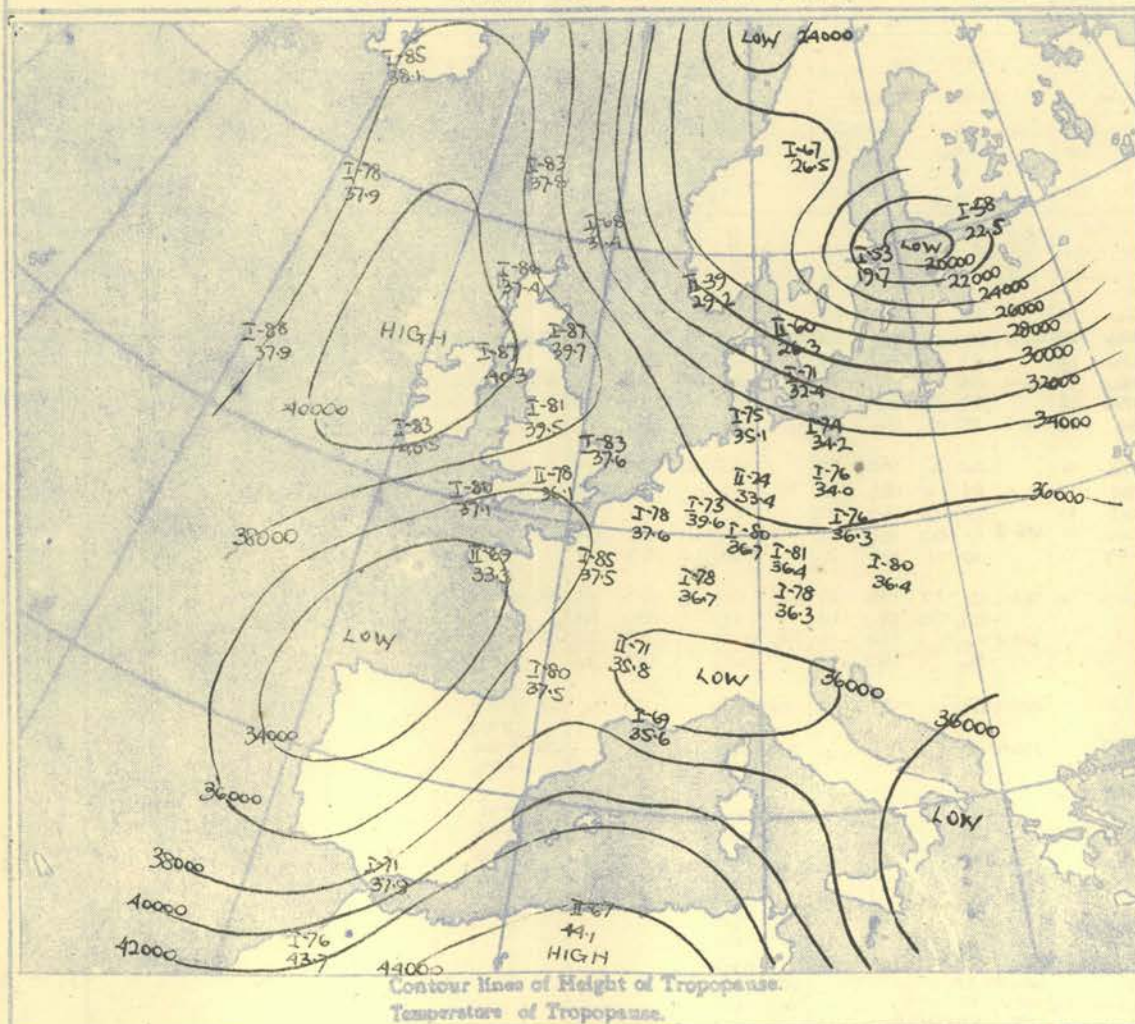 LOW 24000
I-85
38.1
I-67
26.5
I-78
37.9
I-83
37.8
I-58
22.5
I-68
LOW
I-53
19.7
20000
22000
24000
26000
28000
30000
32000
34000
36000
I-86
37.4
II-39
29.2
I-88
37.9
HIGH
I-87
39.7
I-87
40.3
II-60
26.3
I-71
32.4
40000
I-83
40.5
I-81
39.5
I-75
35.1
I-74
34.2
I-83
37.6
I-80
37.1
II-78
36.1
II-24
33.4
I-76
34.0
38000
I-78
37.6
I-73
39.6
I-80
36.7
I-76
36.3
II-69
33.3
I-85
37.5
I-81
36.4
I-80
36.4
I-78
36.7
I-78
36.3
LOW
II-71
35.8
I-80
37.5
LOW
36000
I-69
35.6
36000
34000
36000
LOW
38000
I-71
37.9
40000
II-67
44.1
HIGH
42000
I-76
43.7
44000
Contour lines of Height of Tropopause.
Temperature of Tropopause.